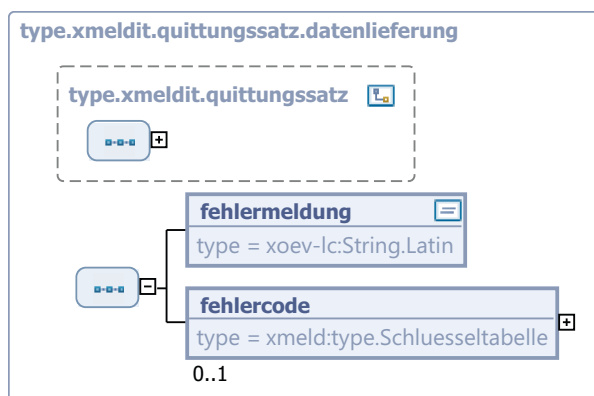 type.xmeldit.quittungssatz.datenlieferung
type.xmeldit.quittungssatz
fehlermeldung
type = xoev-lc:String.Latin
fehlercode
type = xmeld:type.Schluesseltabelle
0..1